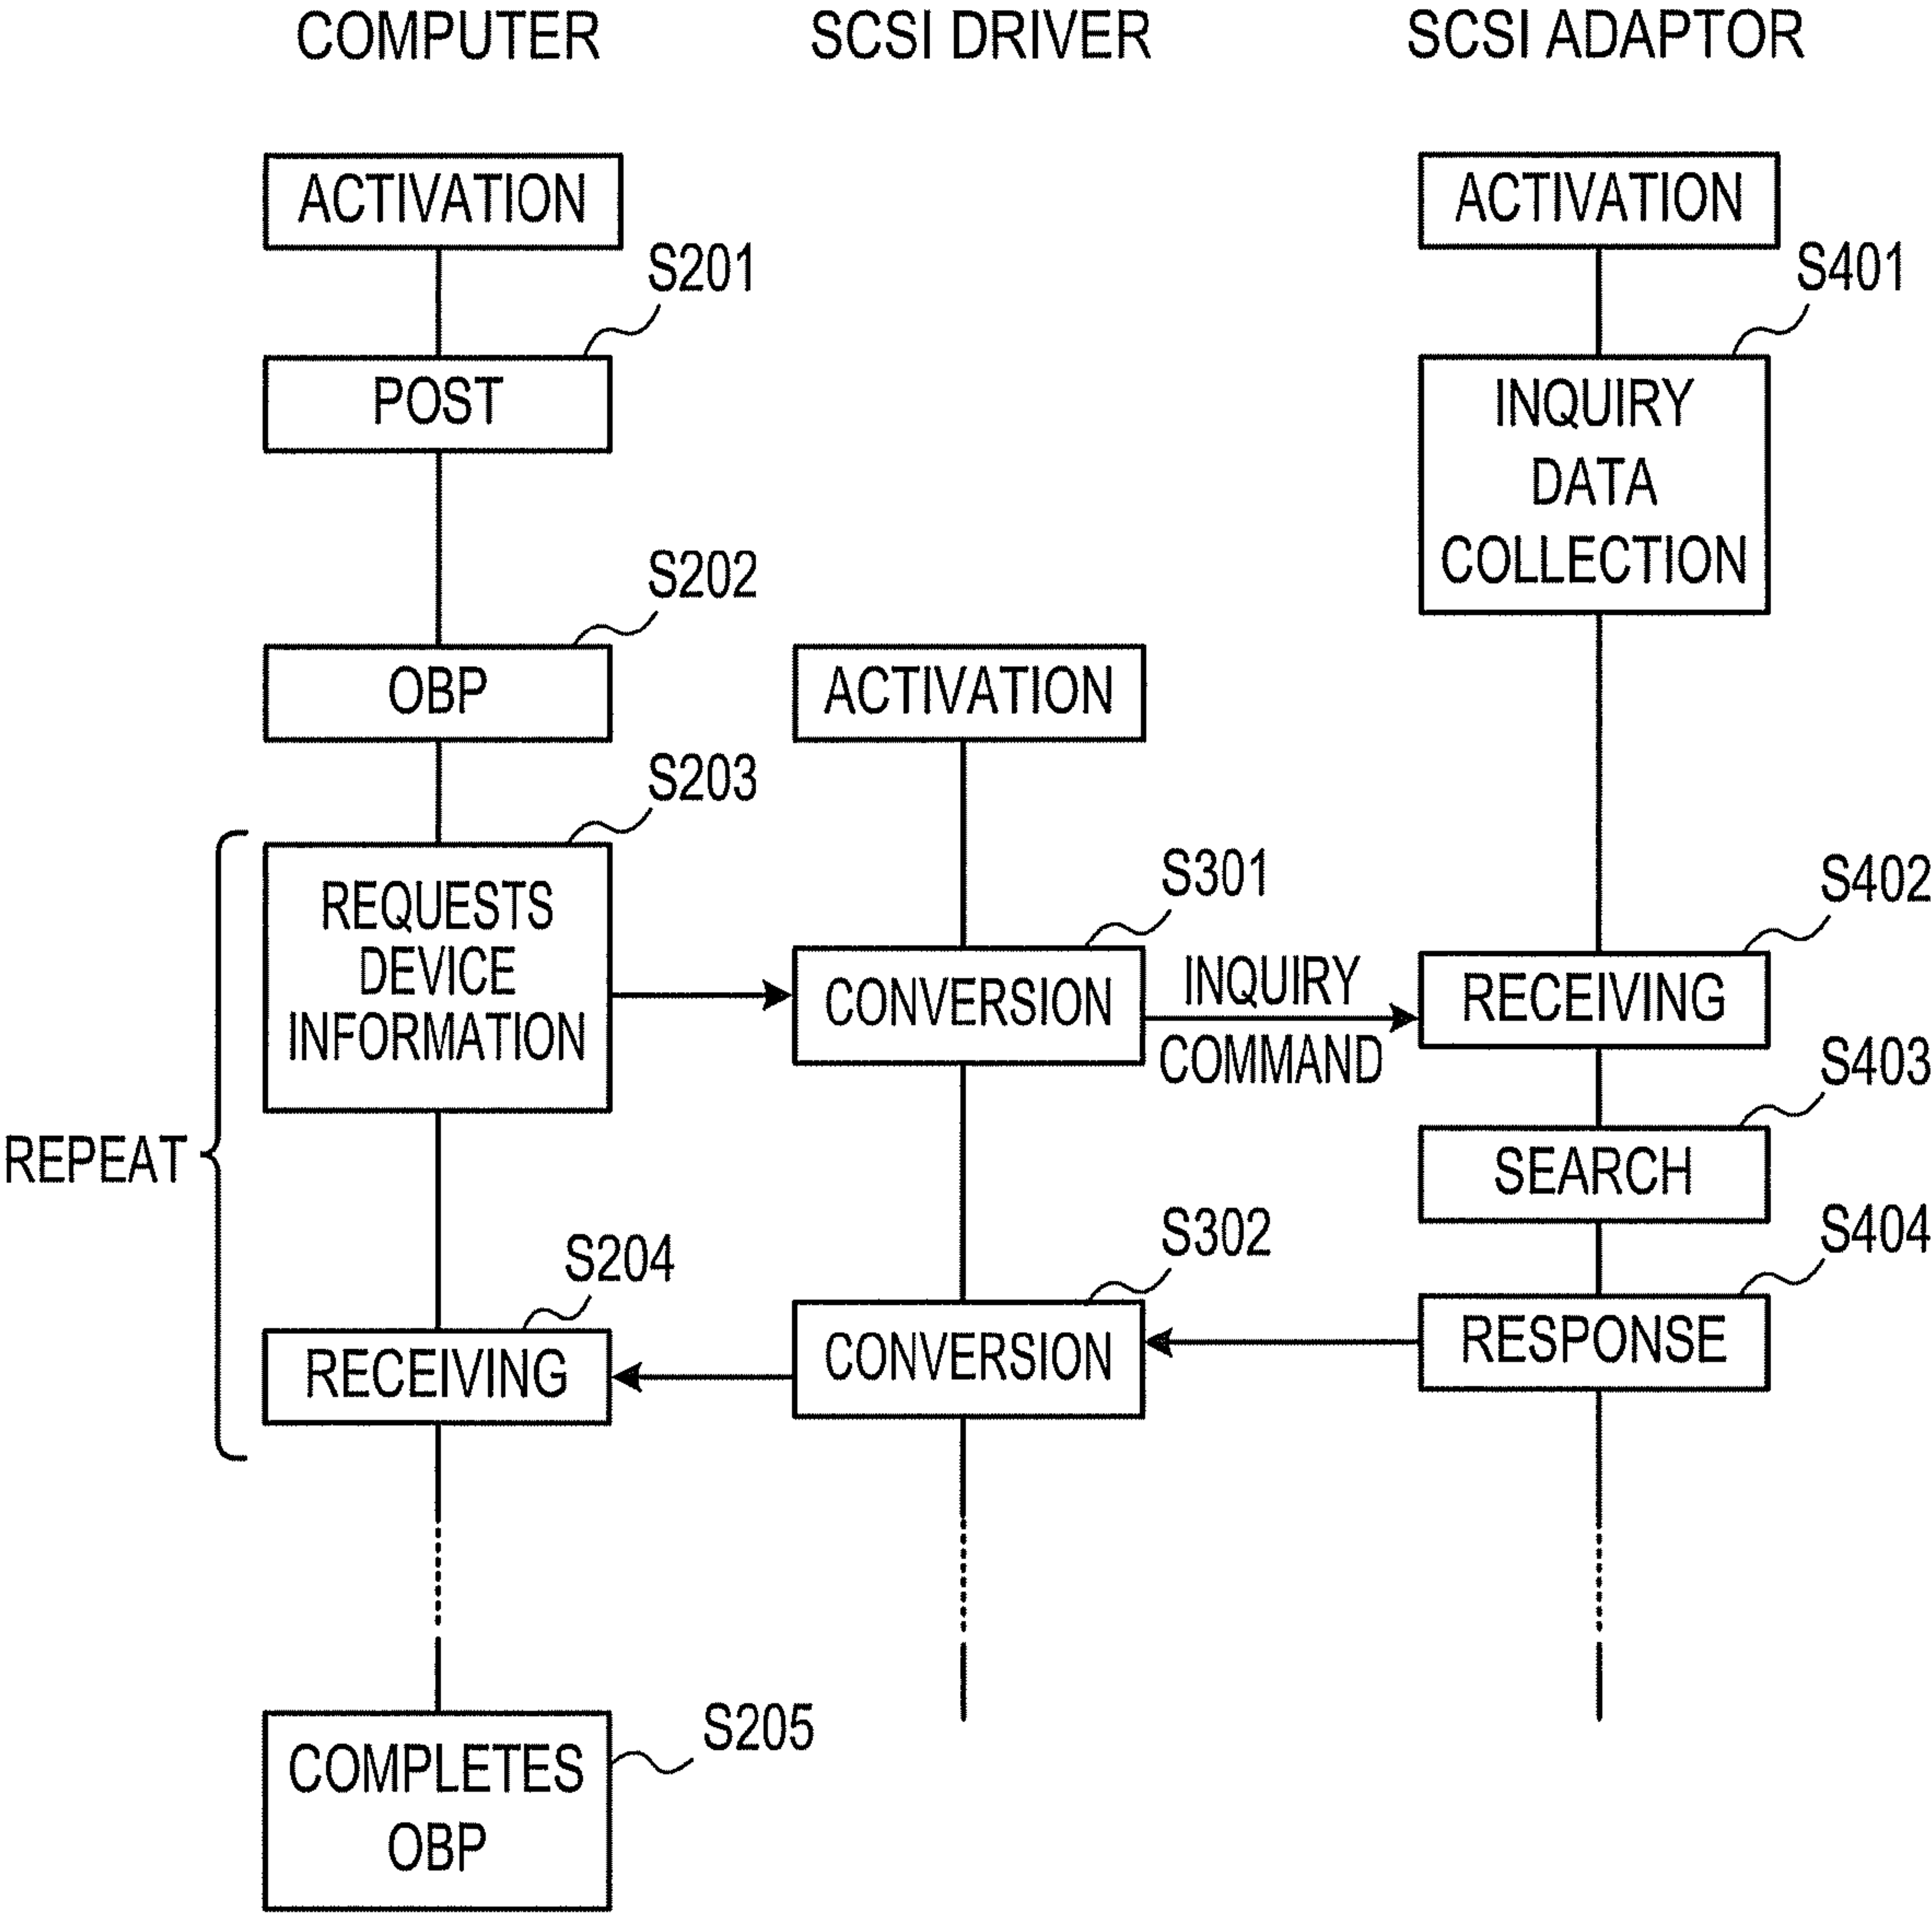 COMPUTER
SCSI DRIVER
SCSI ADAPTOR
ACTIVATION
ACTIVATION
S201
S401
POST
INQUIRY
DATA
COLLECTION
S202
OBP
ACTIVATION
S203
REQUESTS
DEVICE
INFORMATION
S301
CONVERSION
INQUIRY
COMMAND
S402
RECEIVING
S403
SEARCH
REPEAT
S204
RECEIVING
S302
CONVERSION
S404
RESPONSE
S205
COMPLETES
OBP